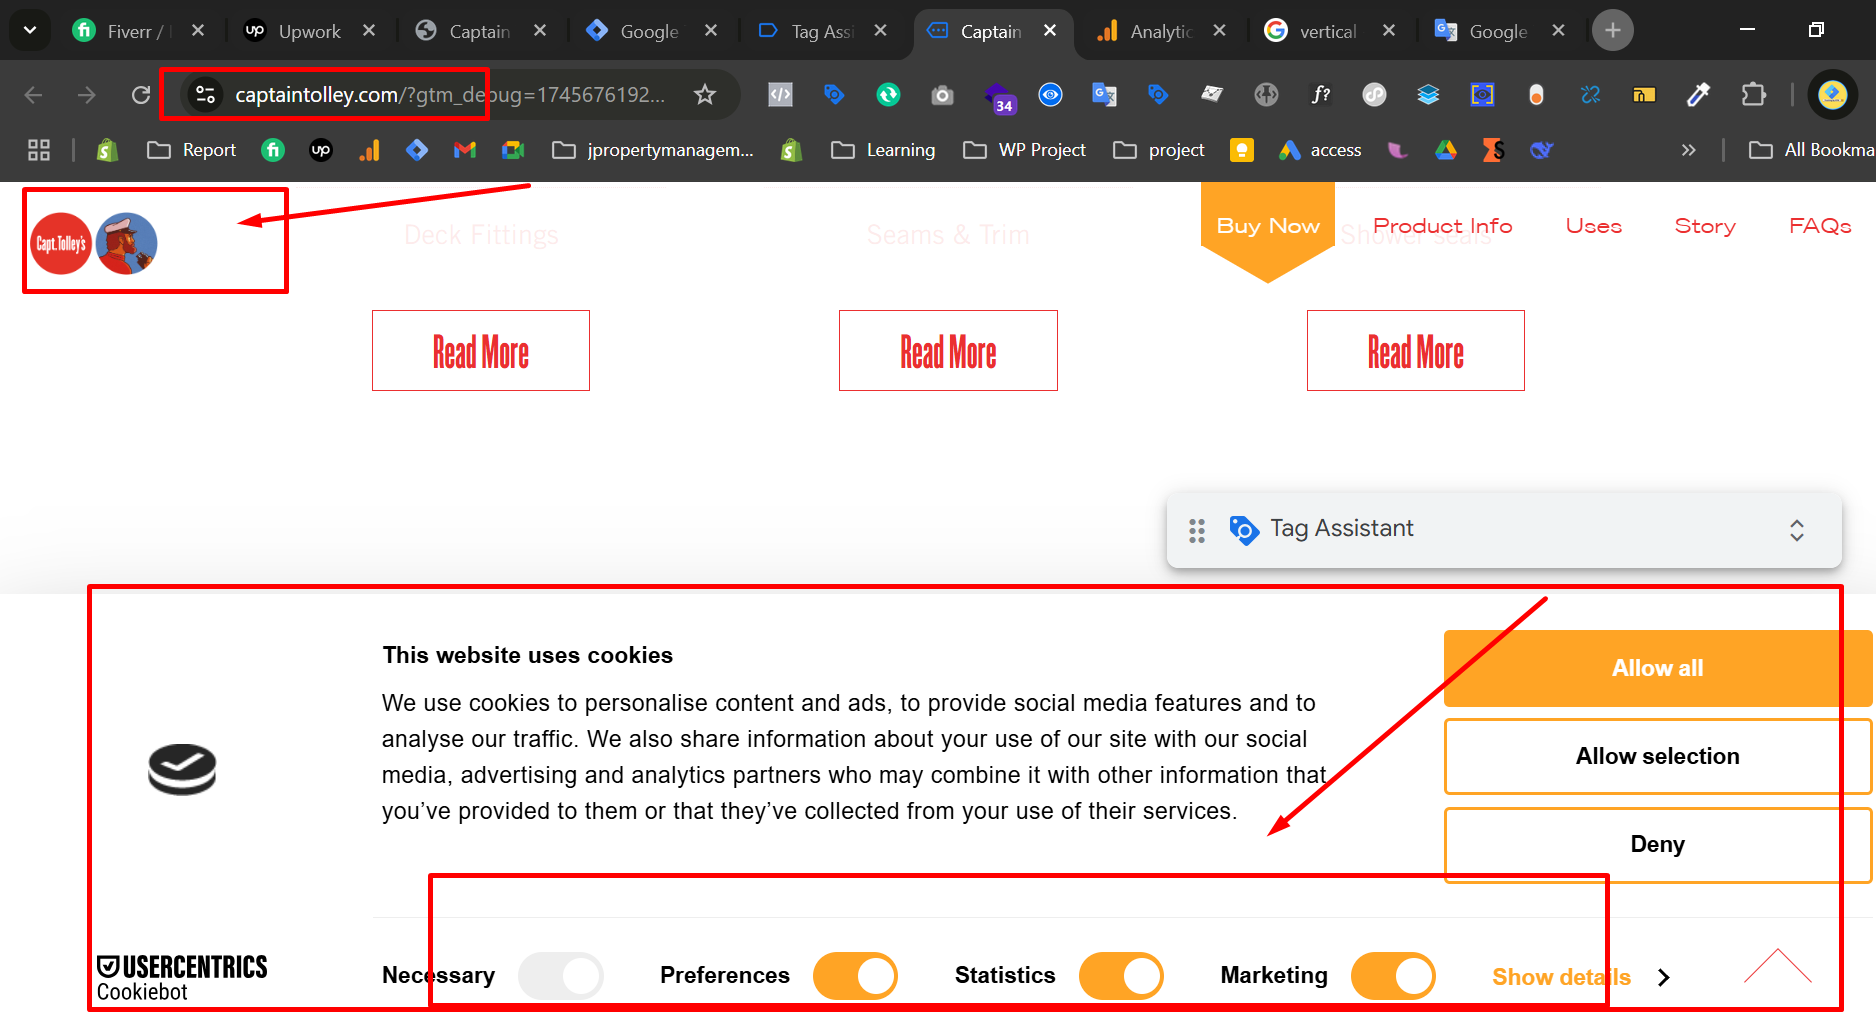 Fiverr /
Upwork
Captain
Google
Tag Assi
Captain
Analytic
vertical
Google
captaintolley.com/?gtm_debug=1745676192...
34
f?
Report
up
jpropertymanagem...
Learning
WP Project
project
access
All Bookma
Capt.Tolley's
Deck Fittings
Seams & Trim
Shower seals
Buy Now
Product Info
Uses
Story
FAQs
Read More
Read More
Read More
Tag Assistant
This website uses cookies
We use cookies to personalise content and ads, to provide social media features and to
analyse our traffic. We also share information about your use of our site with our social
media, advertising and analytics partners who may combine it with other information that
you’ve provided to them or that they’ve collected from your use of their services.
Allow all
Allow selection
Deny
USERCENTRICS
Cookiebot
Necessary
Preferences
Statistics
Marketing
Show details